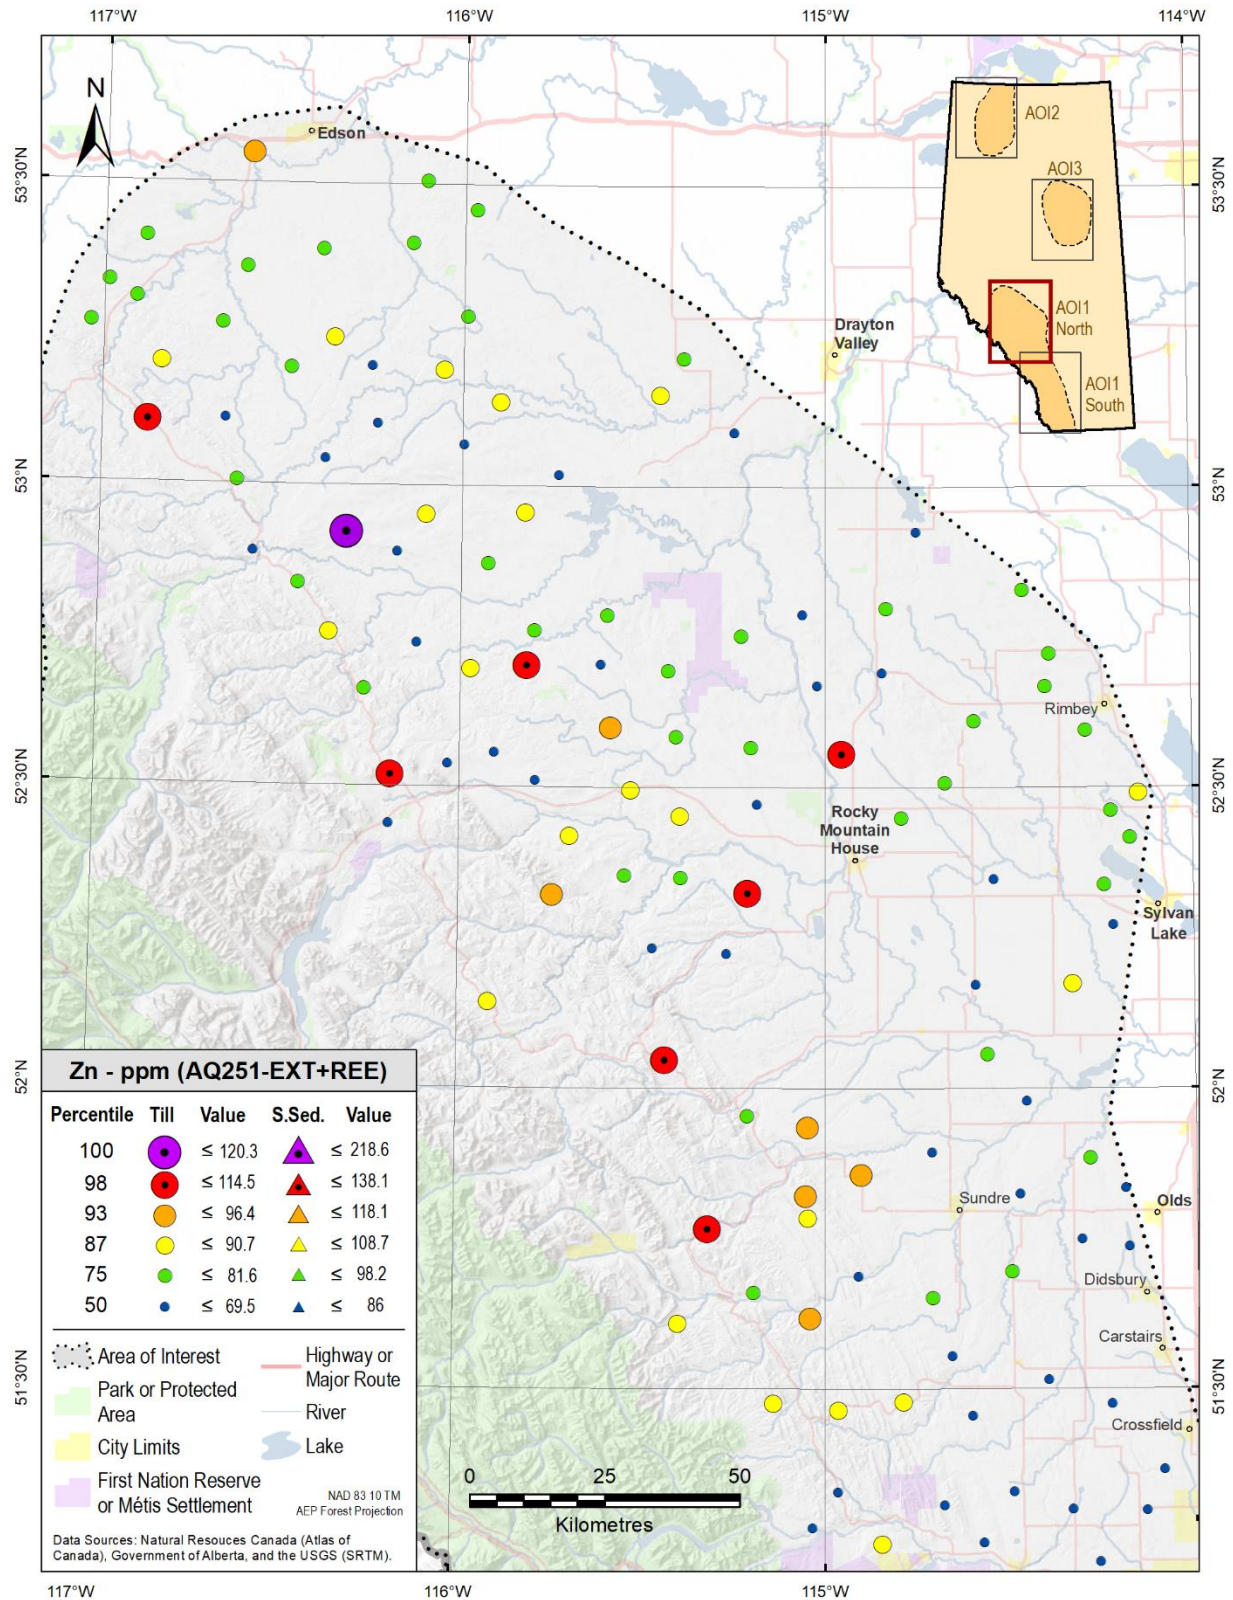 117°W 116°W 115°W 114°W
N
Edson
53°30'N
53°30'N
AOI2
AOI3
AOI1
North
AOI1
South
Drayton
Valley
53°N
53°N
Rimbey
52°30'N
52°30'N
Rocky
Mountain
House
Sylvan
Lake
52°N
52°N
Sundre
Olds
Didsbury
Carstairs
51°30'N
51°30'N
Crossfield
Zn - ppm (AQ251-EXT+REE)
Percentile Till Value S.Sed. Value
100 ≤ 120.3 ≤ 218.6
98 ≤ 114.5 ≤ 138.1
93 ≤ 96.4 ≤ 118.1
87 ≤ 90.7 ≤ 108.7
75 ≤ 81.6 ≤ 98.2
50 ≤ 69.5 ≤ 86
Area of Interest
Park or Protected
Area
City Limits
First Nation Reserve
or Métis Settlement
Highway or
Major Route
River
Lake
NAD 83 10 TM
AEP Forest Projection
Data Sources: Natural Resouces Canada (Atlas of
Canada), Government of Alberta, and the USGS (SRTM).
0 25 50
Kilometres
117°W 116°W 115°W